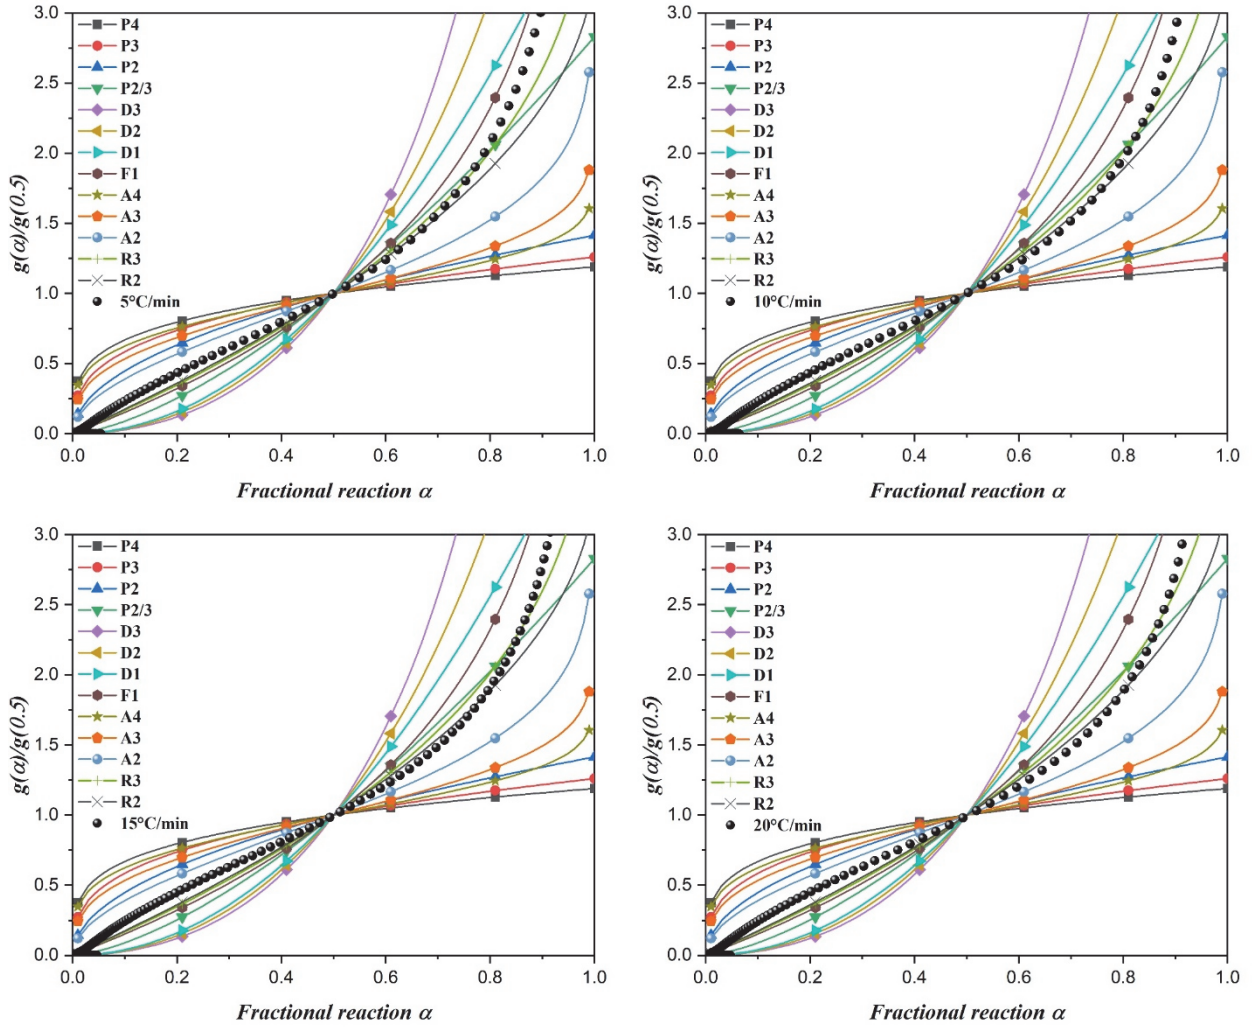 3.0
2.5
2.0
1.5
1.0
0.5
0.0
g(α)/g(0.5)
P4
P3
P2
P2/3
D3
D2
D1
F1
A4
A3
A2
R3
R2
5°C/min
0.0 0.2 0.4 0.6 0.8 1.0
Fractional reaction α
3.0
2.5
2.0
1.5
1.0
0.5
0.0
g(α)/g(0.5)
P4
P3
P2
P2/3
D3
D2
D1
F1
A4
A3
A2
R3
R2
10°C/min
0.0 0.2 0.4 0.6 0.8 1.0
Fractional reaction α
3.0
2.5
2.0
1.5
1.0
0.5
0.0
g(α)/g(0.5)
P4
P3
P2
P2/3
D3
D2
D1
F1
A4
A3
A2
R3
R2
15°C/min
0.0 0.2 0.4 0.6 0.8 1.0
Fractional reaction α
3.0
2.5
2.0
1.5
1.0
0.5
0.0
g(α)/g(0.5)
P4
P3
P2
P2/3
D3
D2
D1
F1
A4
A3
A2
R3
R2
20°C/min
0.0 0.2 0.4 0.6 0.8 1.0
Fractional reaction α